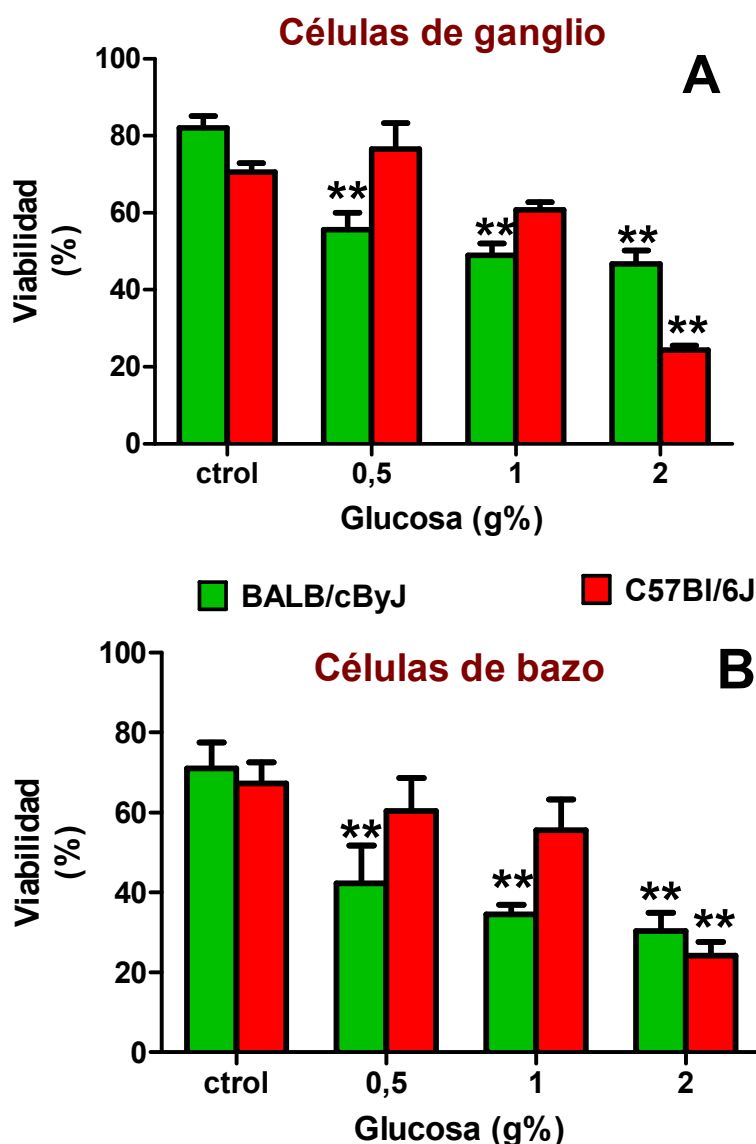 Células de ganglio
A
100
80
60
40
20
0
Viabilidad
(%)
**
**
**
**
ctrol 0,5 1 2
Glucosa (g%)
BALB/cByJ C57Bl/6J
Células de bazo
B
100
80
60
40
20
0
Viabilidad
(%)
**
**
**
**
ctrol 0,5 1 2
Glucosa (g%)